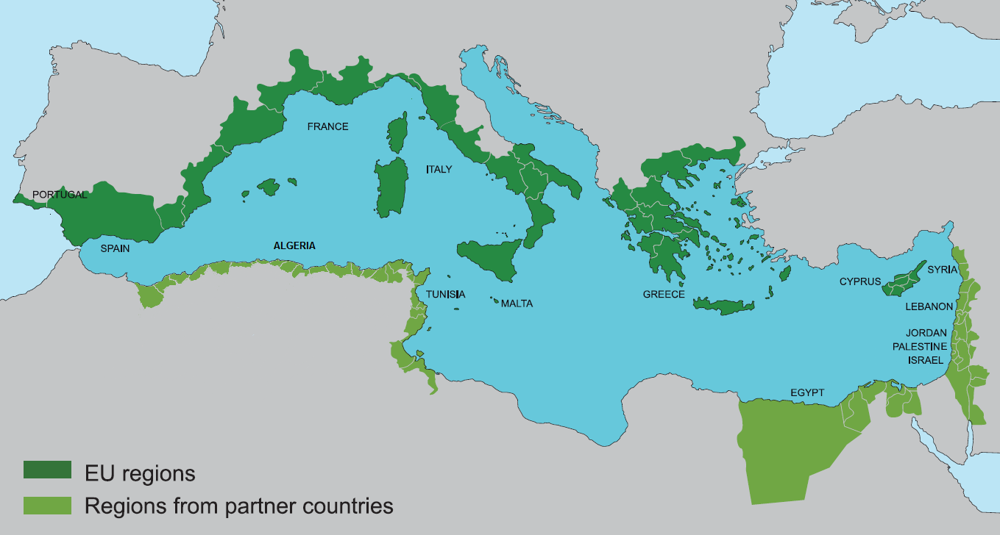 FRANCE
ITALY
PORTUGAL
SPAIN
ALGERIA
SYRIA
CYPRUS
TUNISIA
MALTA
GREECE
LEBANON
JORDAN
PALESTINE
ISRAEL
EGYPT
EU regions
Regions from partner countries